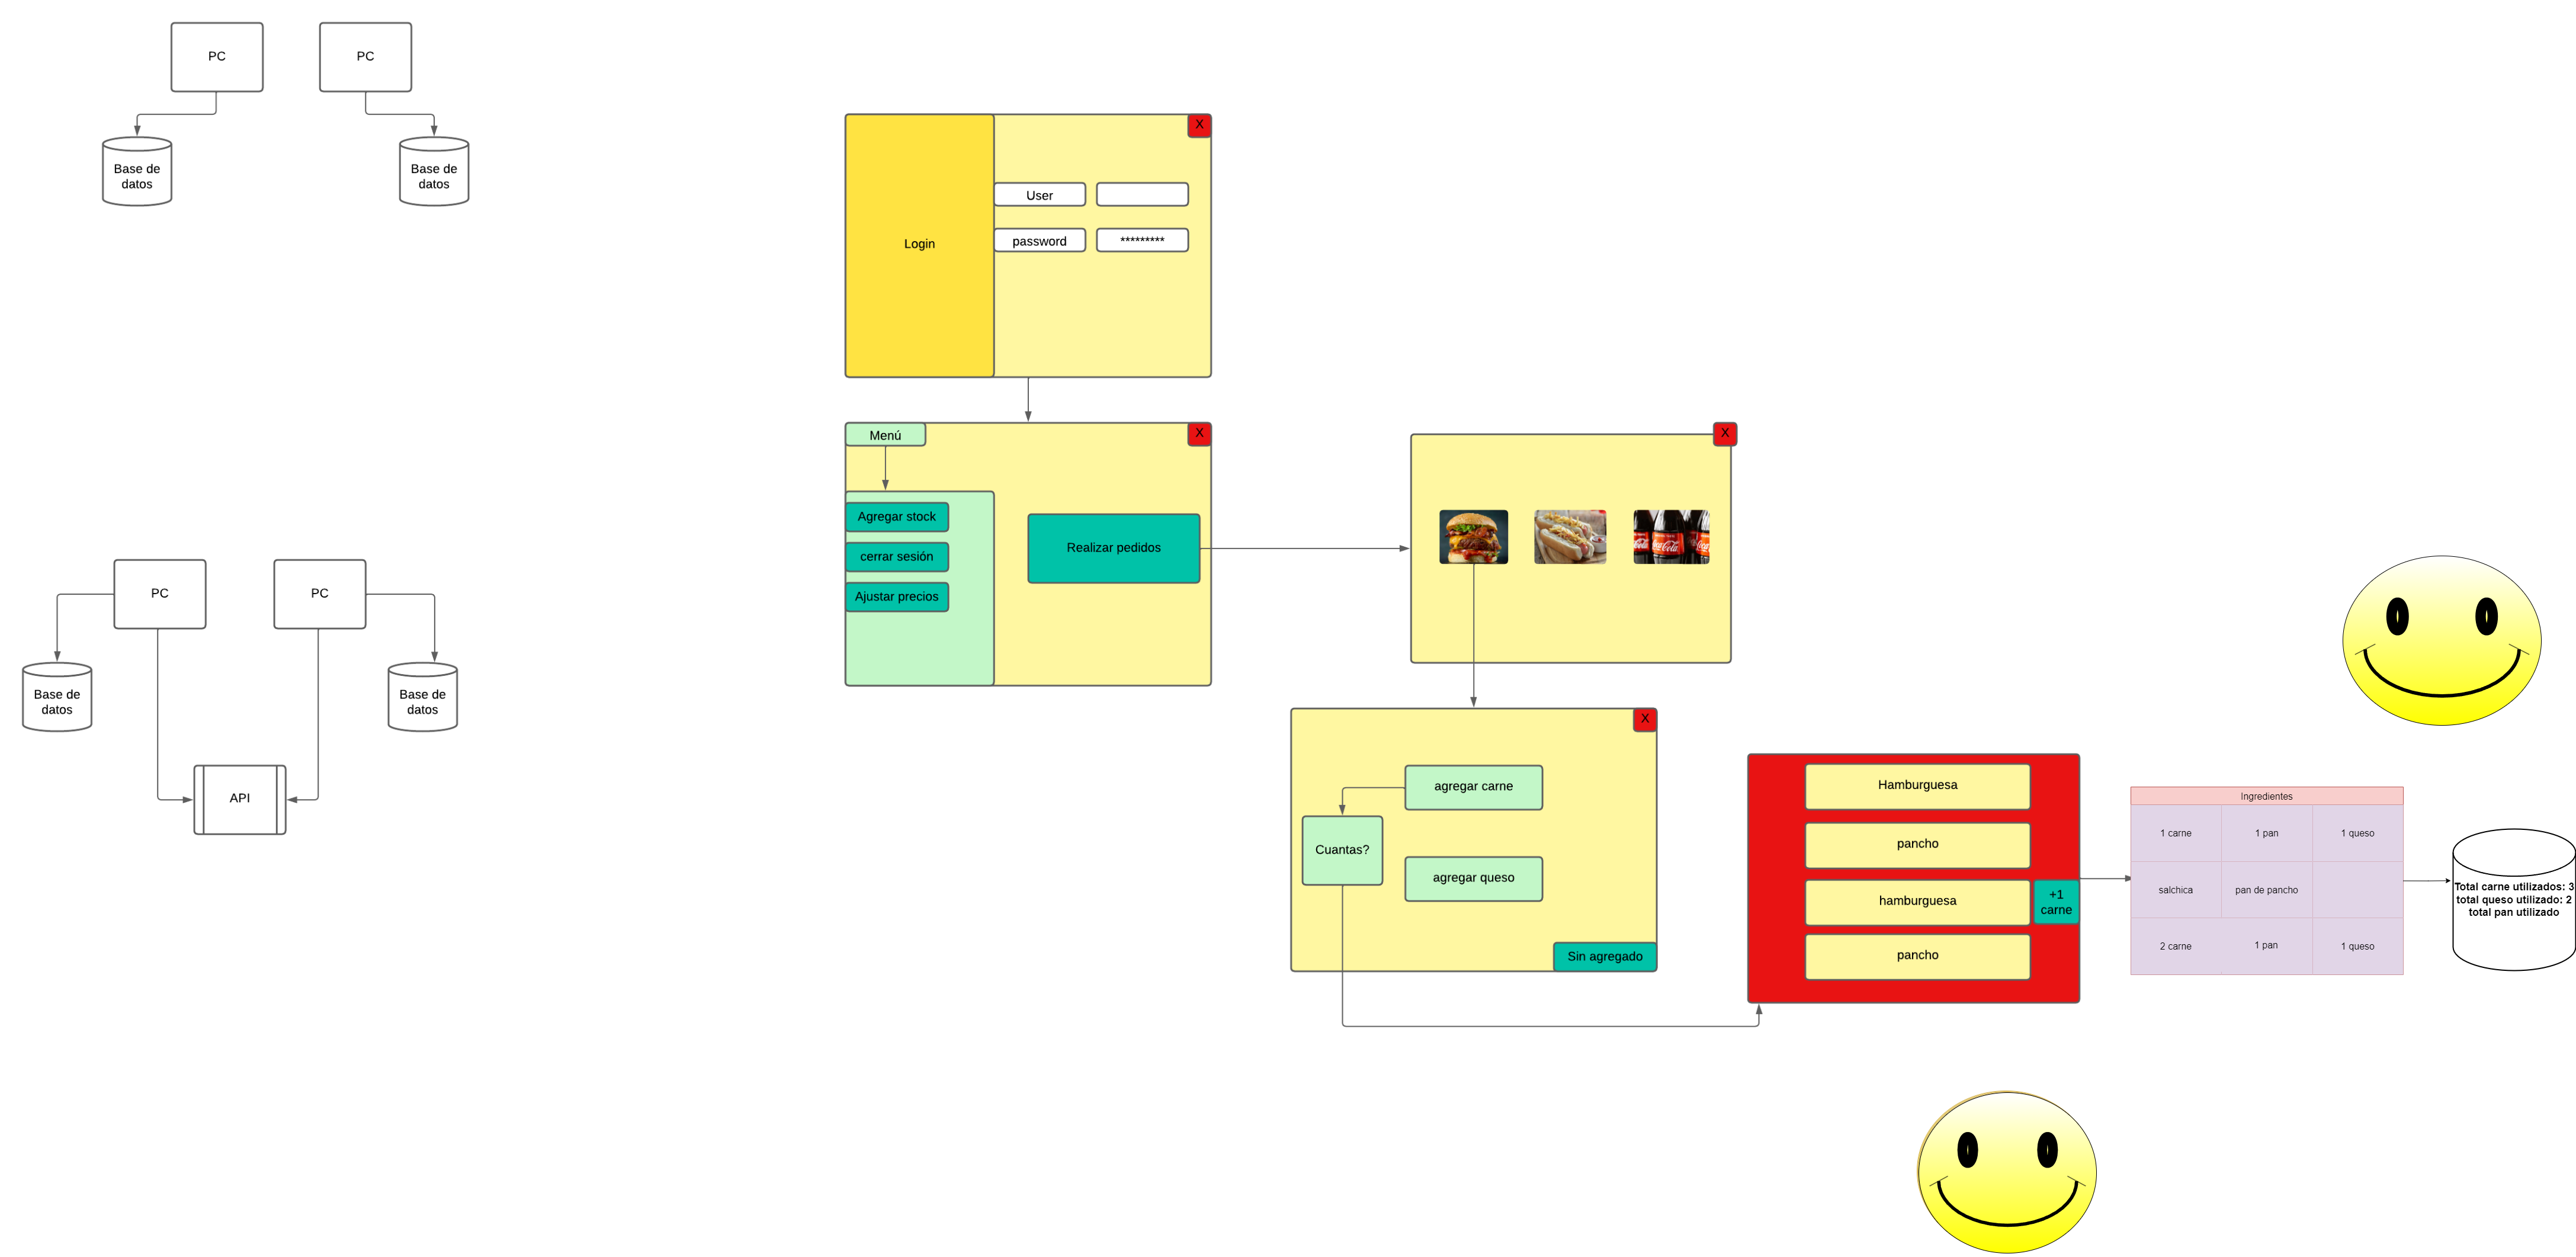 PC
PC
Base de
datos
Base de
datos
X
Login
User
password
*********
Menú
X
Agregar stock
cerrar sesión
Ajustar precios
Realizar pedidos
X
Coca-Cola
PC
PC
Base de
datos
Base de
datos
API
X
agregar carne
Cuantas?
agregar queso
Sin agregado
Hamburguesa
pancho
hamburguesa
+1
carne
pancho
Ingredientes
1 carne
1 pan
1 queso
salchica
pan de pancho
2 carne
1 pan
1 queso
Total carne utilizados: 3
total queso utilizado: 2
total pan utilizado